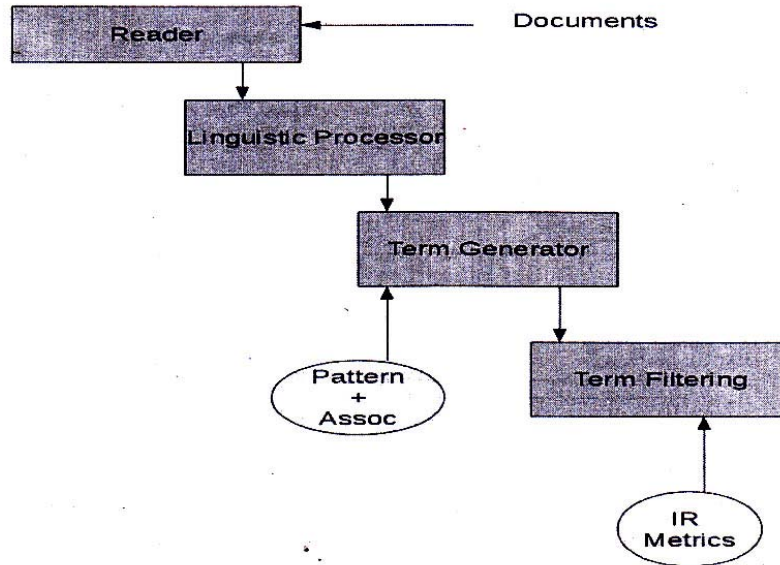 Documents
Reader
Linguistic Processor
Term Generator
Pattern
+
Assoc
Term Filtering
IR
Metrics